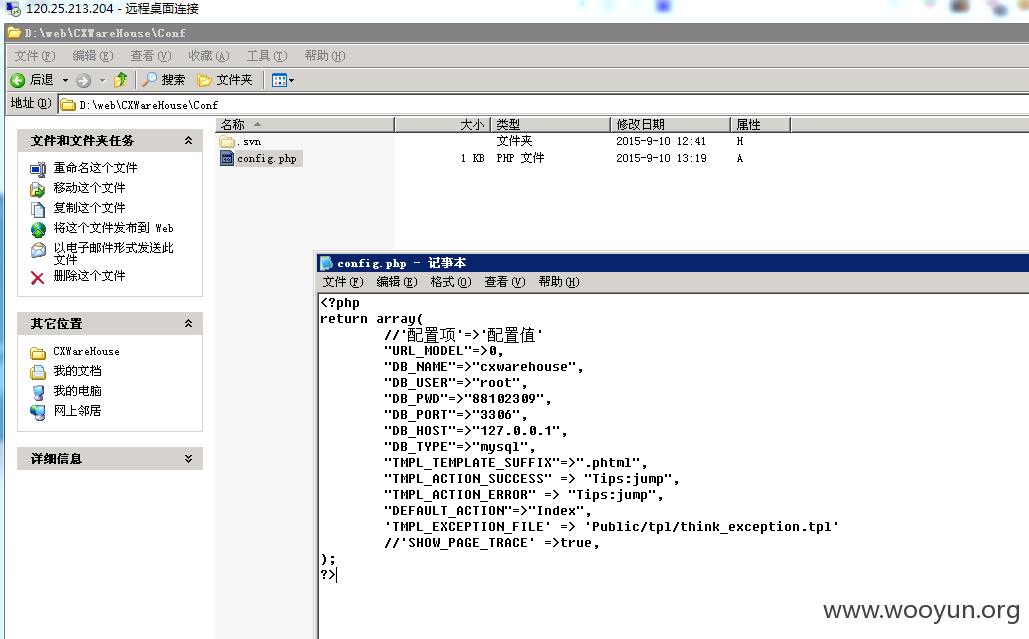 120.25.213.204 - 远程桌面连接
D:\web\CXWareHouse\Conf
文件(F) 编辑(E) 查看(V) 收藏(A) 工具(T) 帮助(H)
后退 搜索 文件夹
地址(D) D:\web\CXWareHouse\Conf
文件和文件夹任务
重命名这个文件
移动这个文件
复制这个文件
将这个文件发布到 Web
以电子邮件形式发送此
文件
删除这个文件
其它位置
CXWareHouse
我的文档
我的电脑
网上邻居
详细信息
名称 大小 类型 修改日期 属性
.svn 文件夹 2015-9-10 12:41 H
config.php 1 KB PHP 文件 2015-9-10 13:19 A
config.php - 记事本
文件(F) 编辑(E) 格式(O) 查看(V) 帮助(H)
<?php
return array(
//'配置项'=>'配置值'
"URL_MODEL"=>0,
"DB_NAME"=>"cxwarehouse",
"DB_USER"=>"root",
"DB_PWD"=>"88102309",
"DB_PORT"=>"3306",
"DB_HOST"=>"127.0.0.1",
"DB_TYPE"=>"mysql",
"TMPL_TEMPLATE_SUFFIX"=>".phtml",
"TMPL_ACTION_SUCCESS" => "Tips:jump",
"TMPL_ACTION_ERROR" => "Tips:jump",
"DEFAULT_ACTION"=>"Index",
'TMPL_EXCEPTION_FILE' => 'Public/tpl/think_exception.tpl'
//'SHOW_PAGE_TRACE' =>true,
);
?>
www.wooyun.org